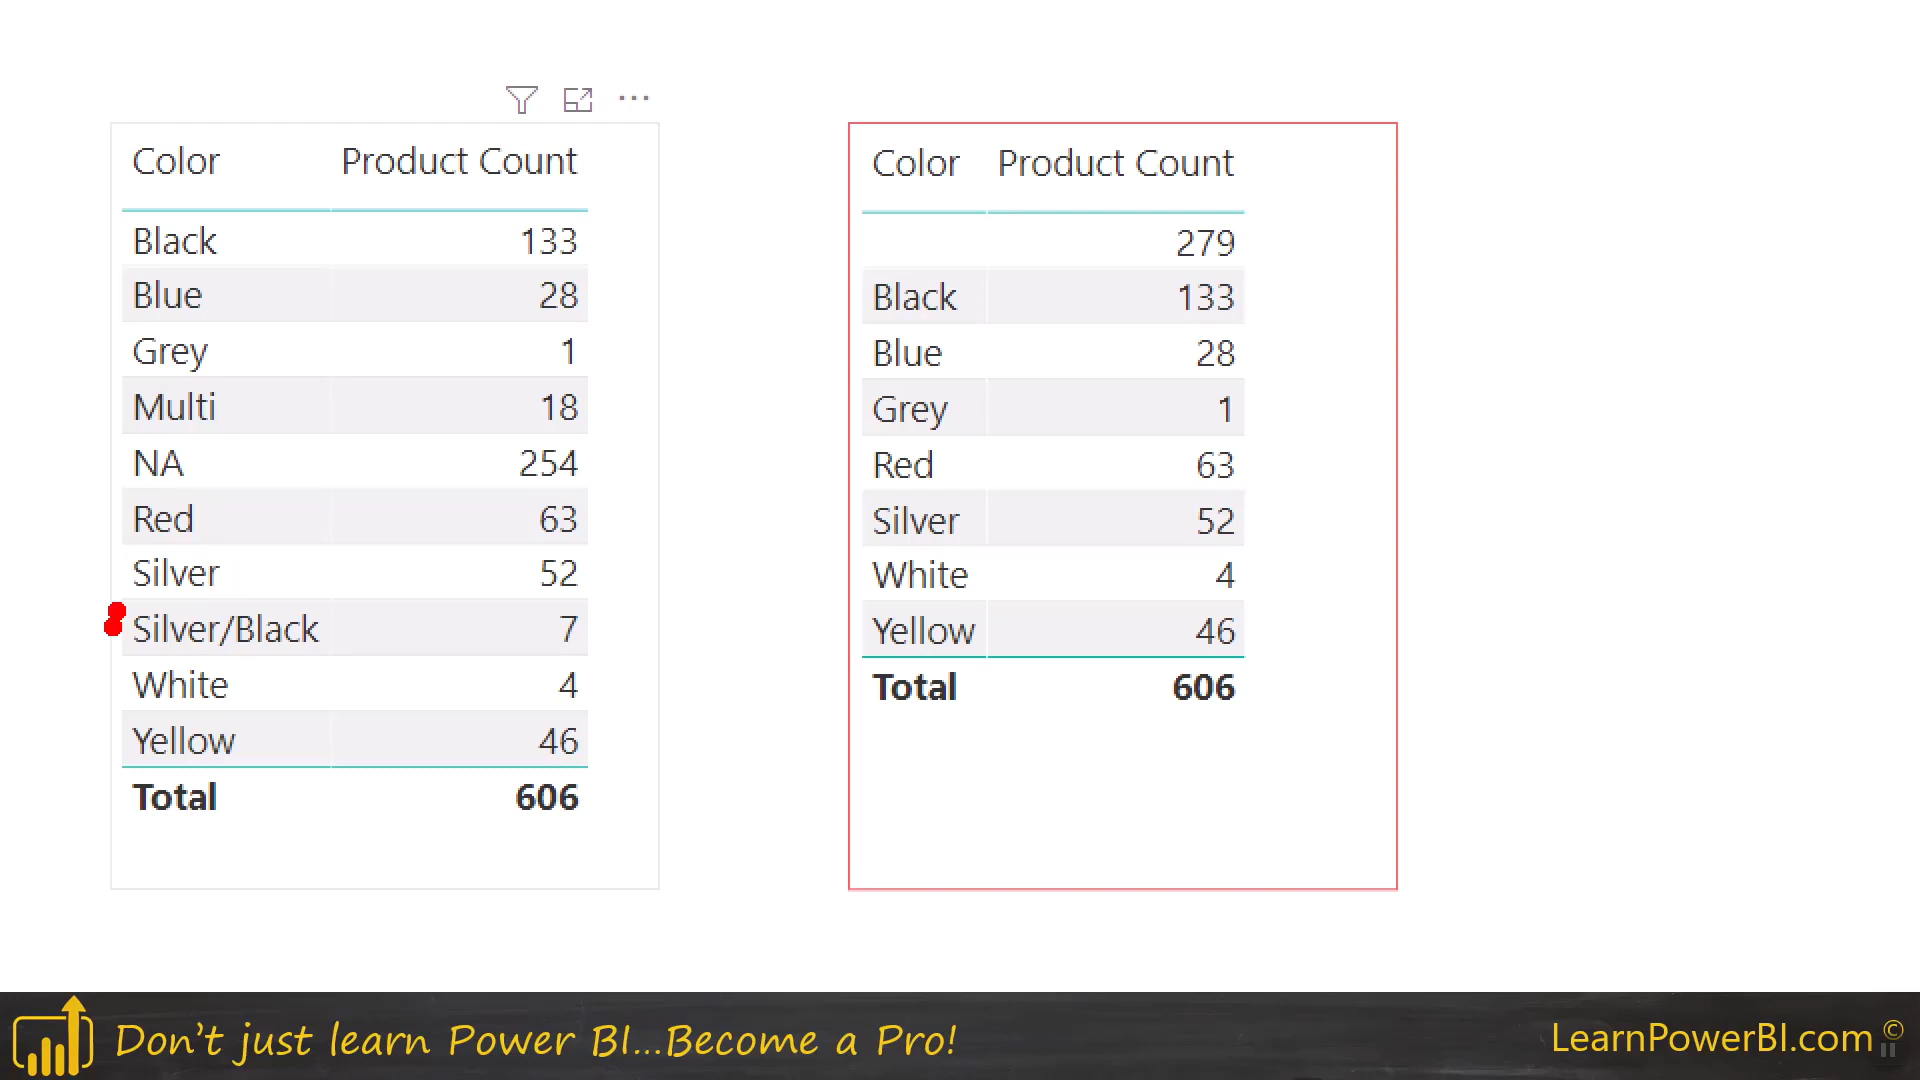 Color Product Count
Black 133
Blue 28
Grey 1
Multi 18
NA 254
Red 63
Silver 52
Silver/Black 7
White 4
Yellow 46
Total 606
Color Product Count
279
Black 133
Blue 28
Grey 1
Red 63
Silver 52
White 4
Yellow 46
Total 606
Don't just learn Power BI...Become a Pro!
LearnPowerBI.com ©